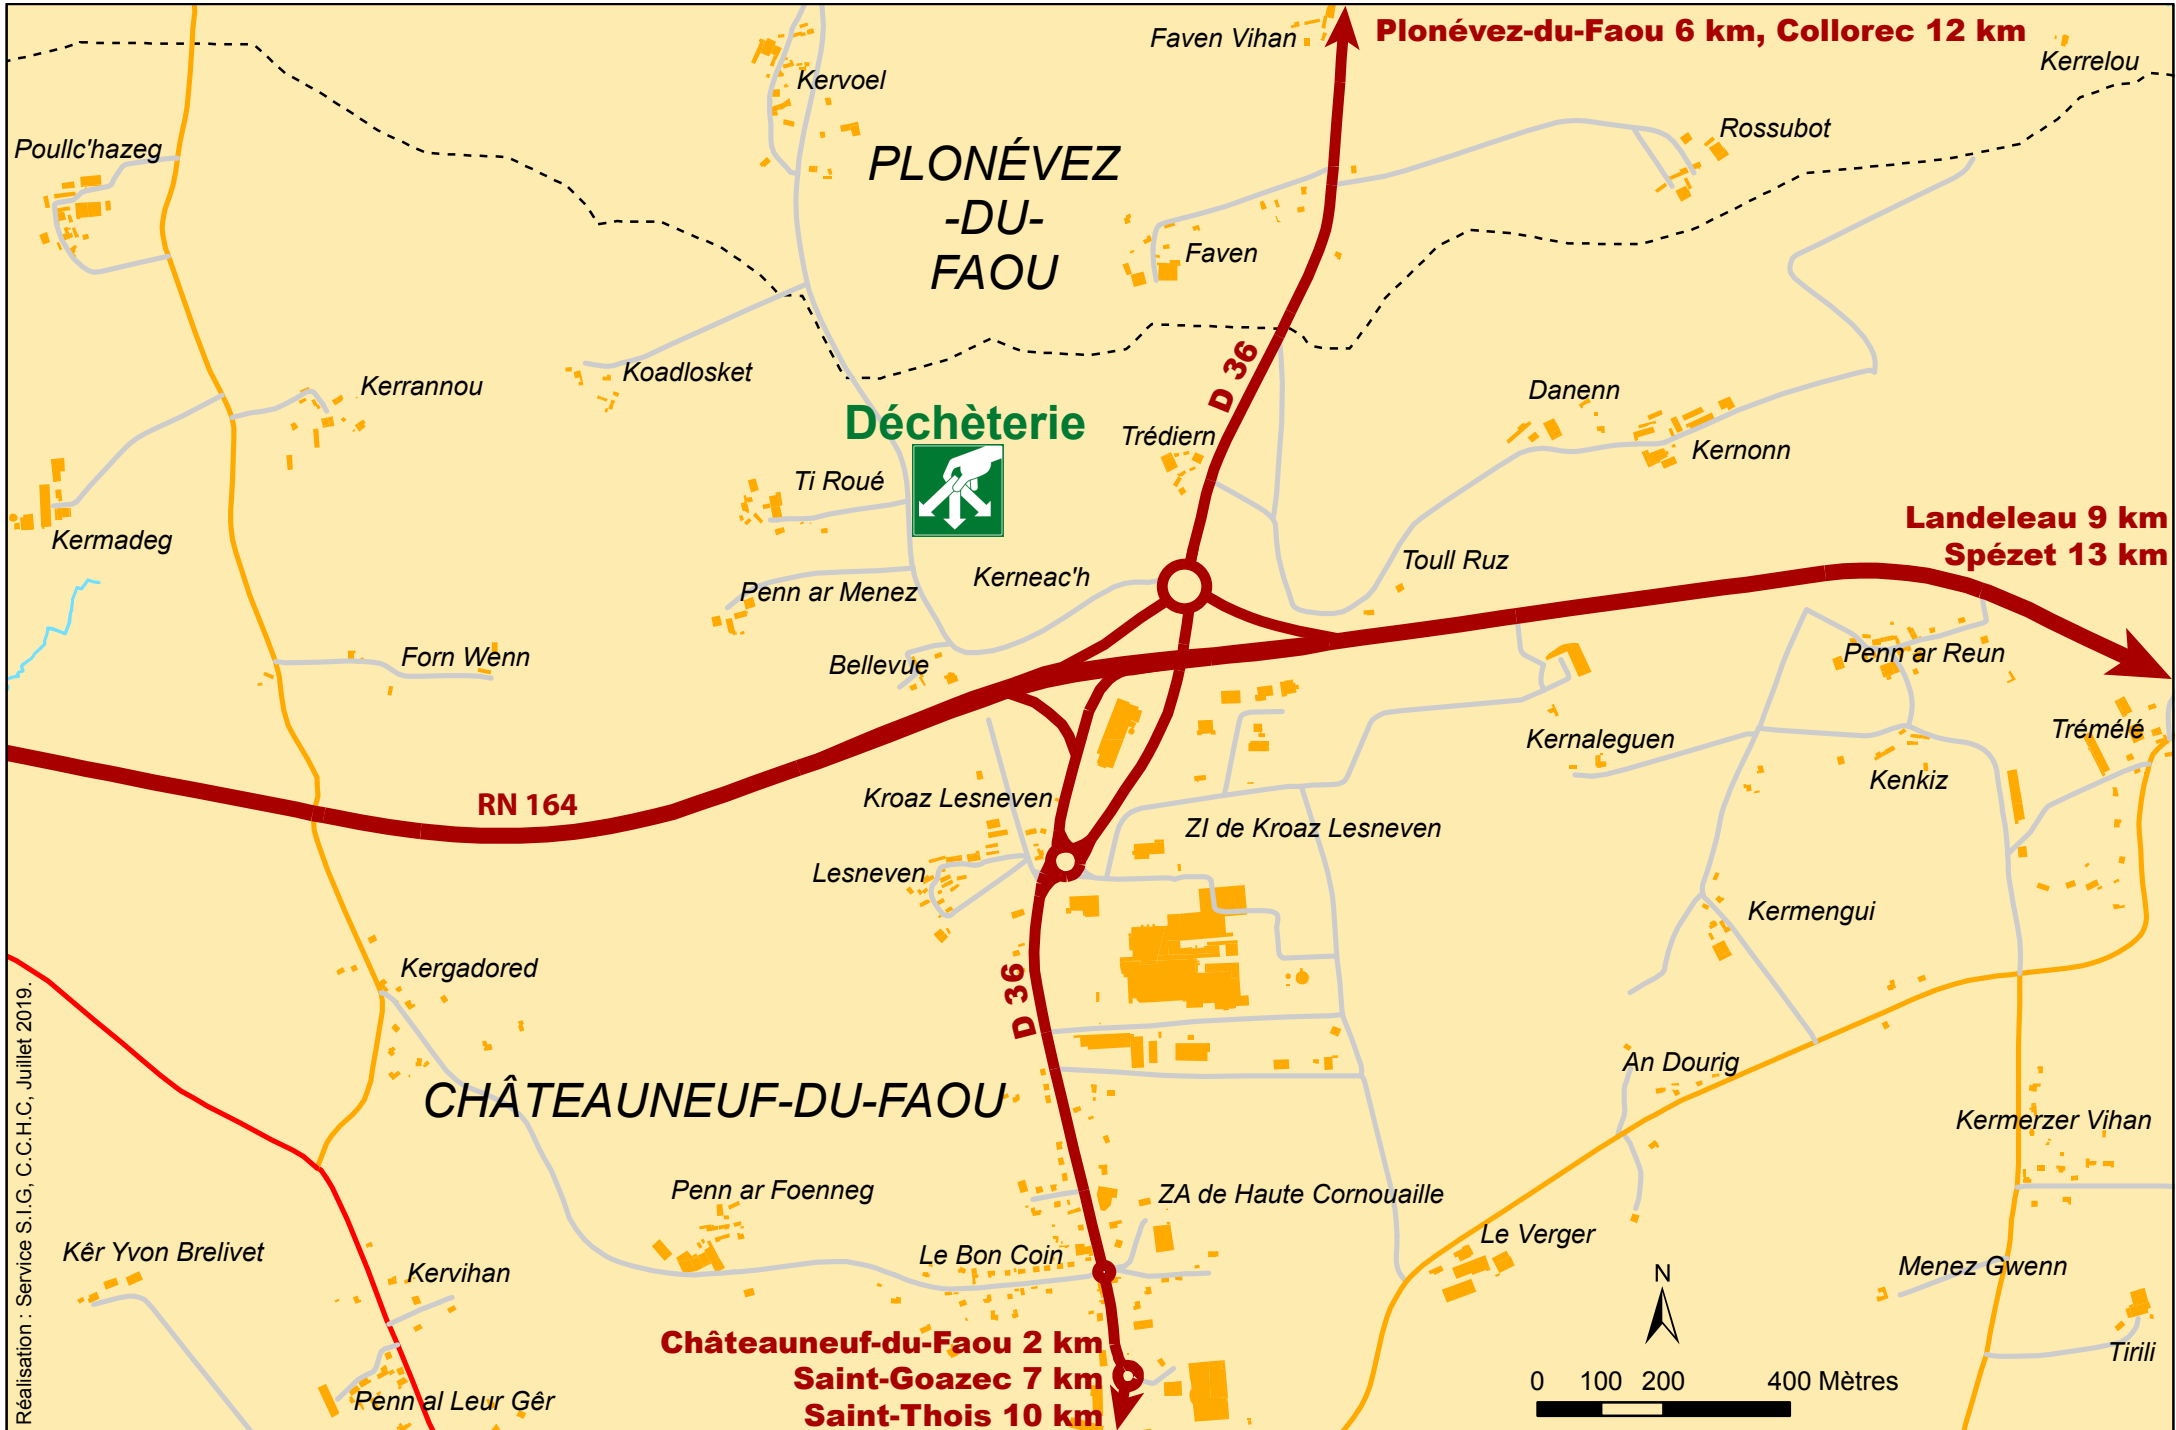 Plonévez-du-Faou 6 km, Collorec 12 km
Faven Vihan
Kerrelou
Kervoel
Rossubot
Poullc'hazeg
PLONÉVEZ
-DU-
FAOU
Faven
D 36
Koadlosket
Kerrannou
Danenn
Déchèterie
Trédiern
Kernonn
Ti Roué
Landeleau 9 km
Spézet 13 km
Kermadeg
Toull Ruz
Kerneac'h
Penn ar Menez
Forn Wenn
Bellevue
Penn ar Reun
Trémélé
Kernaleguen
Kenkiz
RN 164
Kroaz Lesneven
ZI de Kroaz Lesneven
Lesneven
Kermengui
Kergadored
D 36
An Dourig
CHÂTEAUNEUF-DU-FAOU
Kermerzer Vihan
Penn ar Foenneg
ZA de Haute Cornouaille
Le Verger
Kêr Yvon Brelivet
Le Bon Coin
Kervihan
Menez Gwenn
N
Châteauneuf-du-Faou 2 km
Saint-Goazec 7 km
Saint-Thois 10 km
Tirili
0 100 200 400 Mètres
Penn al Leur Gêr
Réalisation : Service S.I.G, C.C.H.C, Juillet 2019.